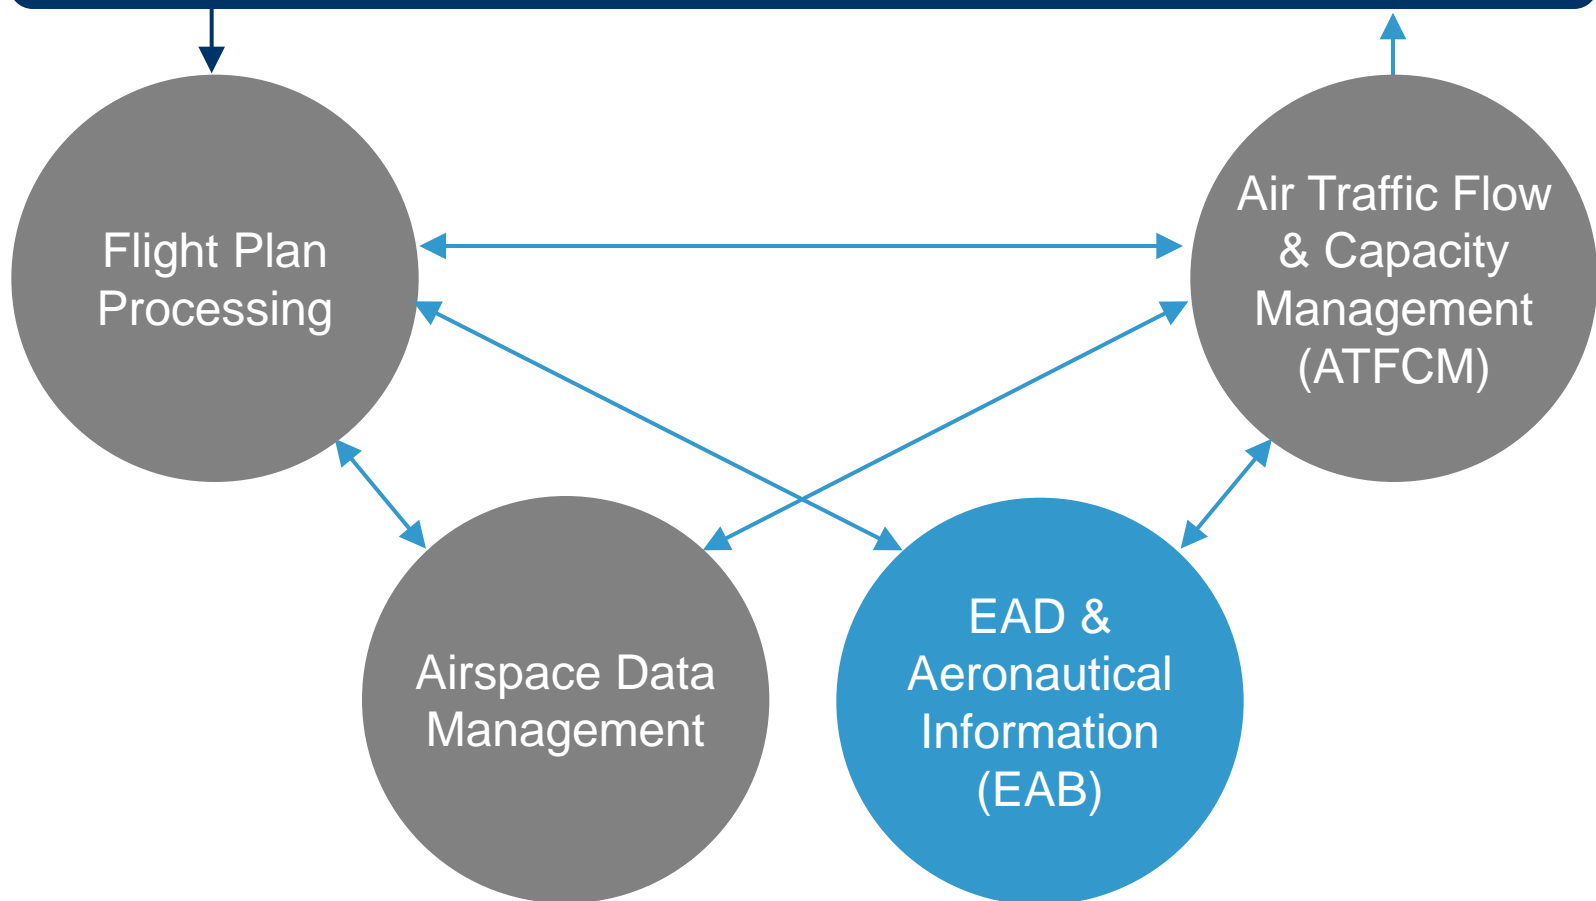 Flight Plan
Processing
Air Traffic Flow
& Capacity
Management
(ATFCM)
Airspace Data
Management
EAD &
Aeronautical
Information
(EAB)